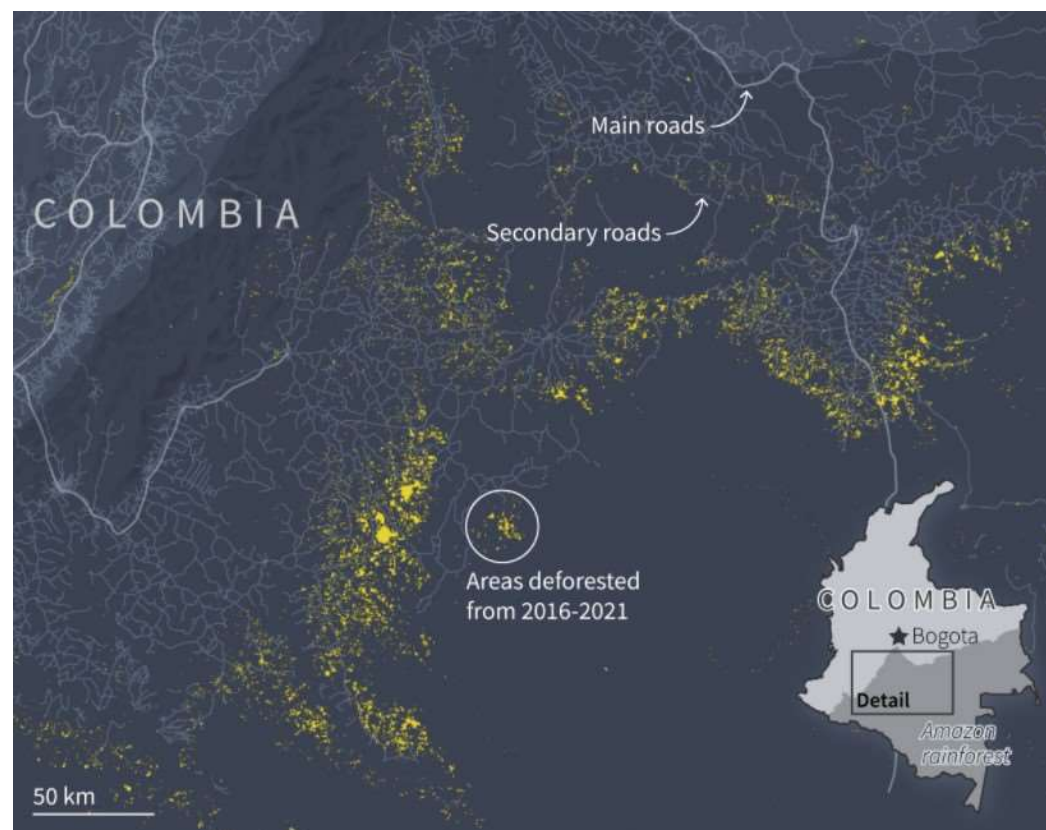 Main roads
COLOMBIA
Secondary roads
Areas deforested
from 2016-2021
COLOMBIA
Bogota
Detail
Amazon
rainforest
50 km